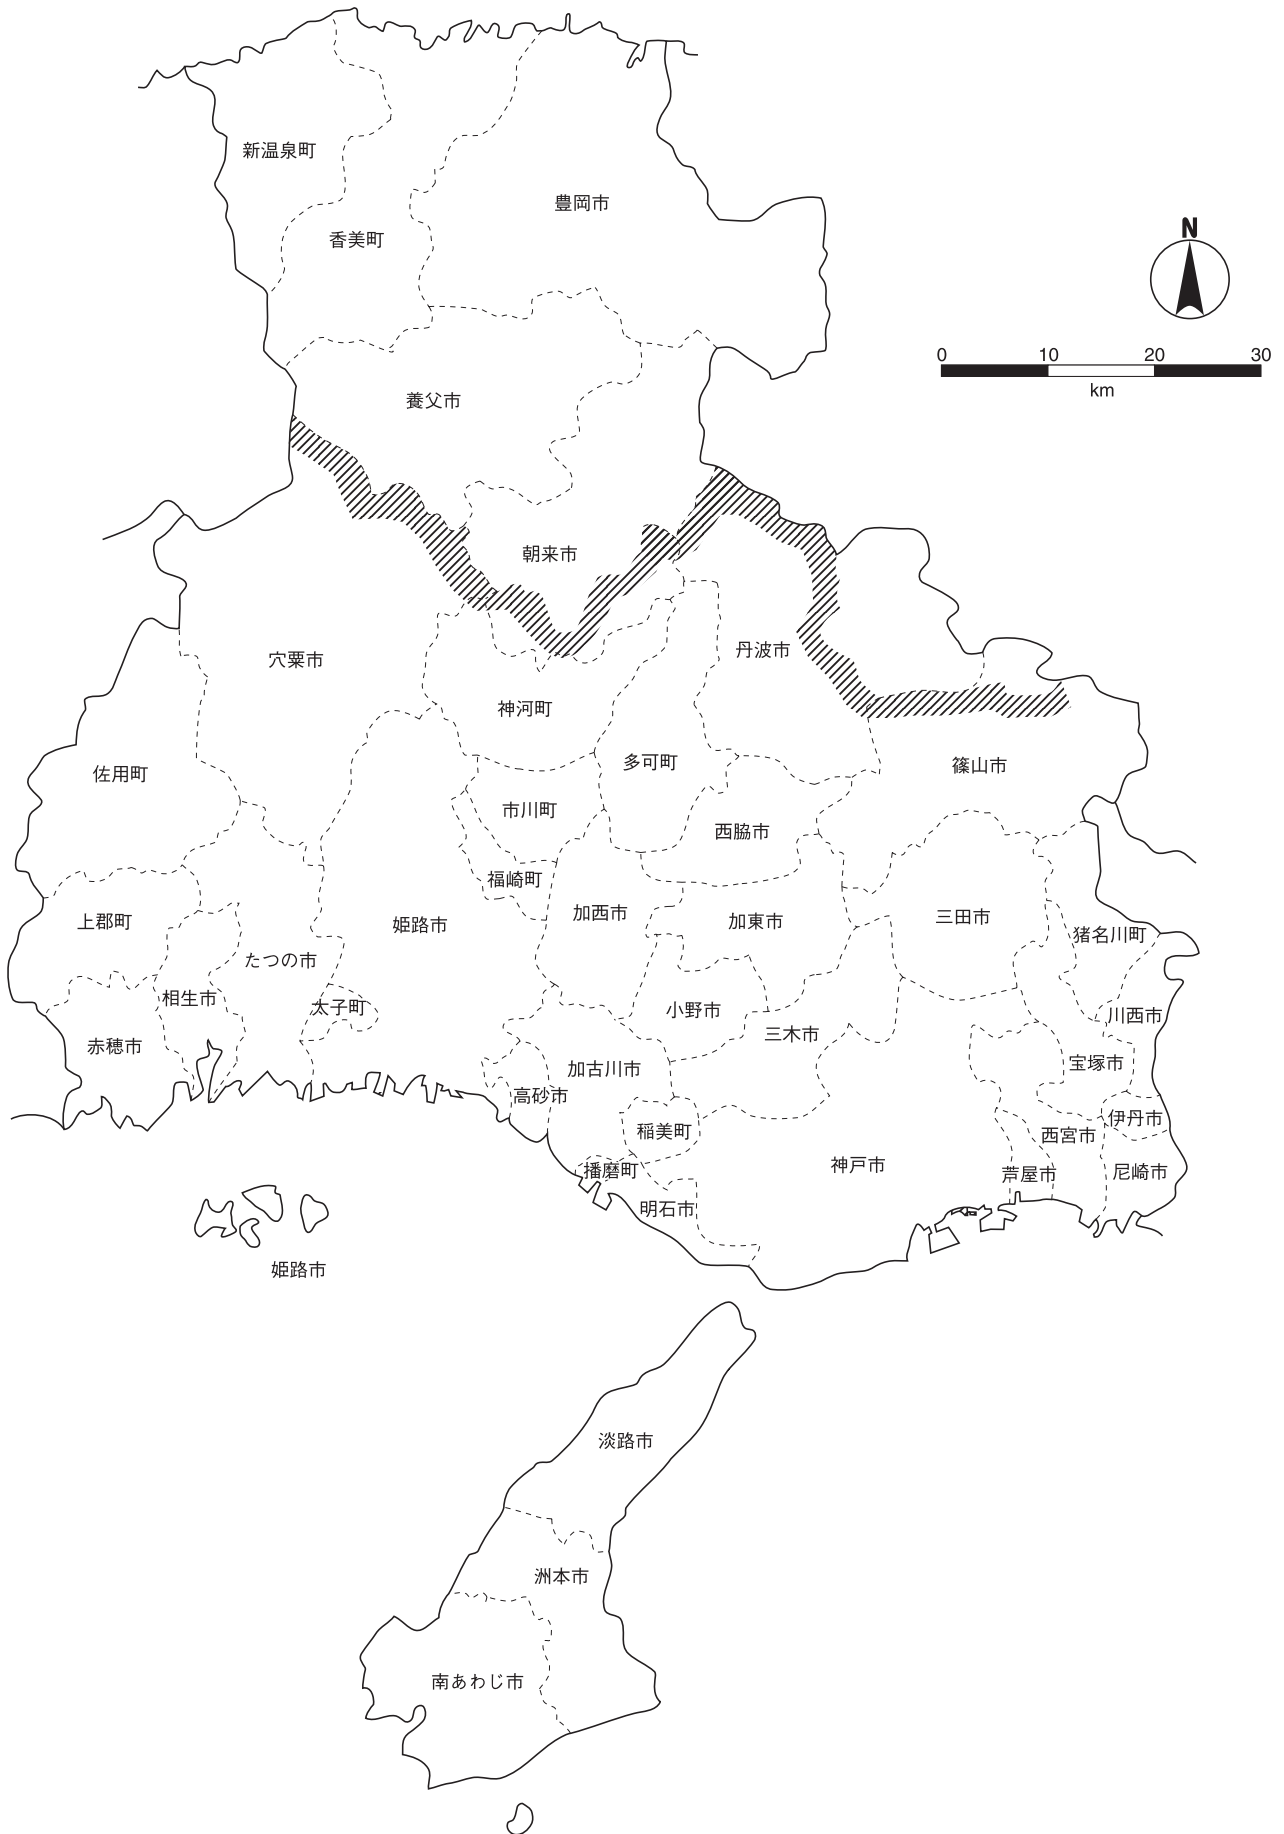 N
0 10 20 30
km
新温泉町
豊岡市
香美町
養父市
朝来市
丹波市
穴粟市
神河町
多可町
篠山市
佐用町
市川町
西脇市
福崎町
加西市
加東市
三田市
上郡町
姫路市
猪名川町
たつの市
相生市
太子町
小野市
川西市
三木市
赤穂市
宝塚市
加古川市
高砂市
伊丹市
稲美町
西宮市
神戸市
播磨町
芦屋市
尼崎市
明石市
姫路市
淡路市
洲本市
南あわじ市